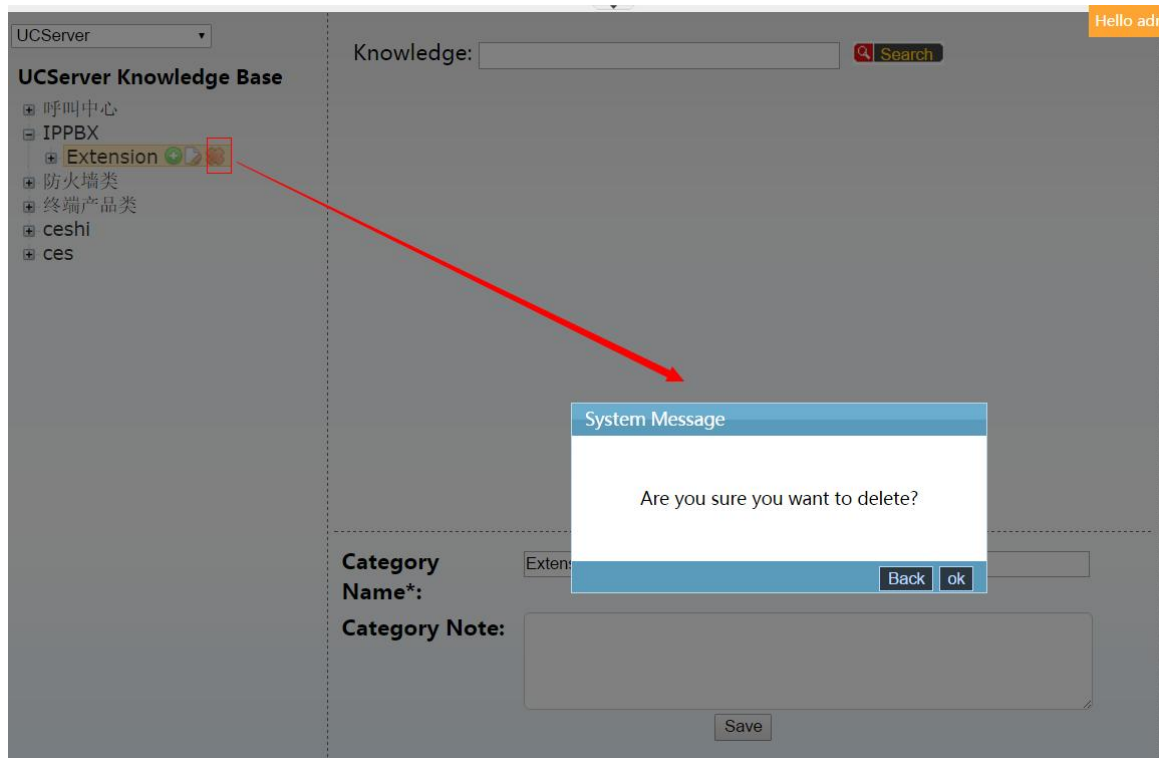 Hello adr
UCServer
Knowledge:
Search
UCServer Knowledge Base
呼叫中心
IPPBX
Extension
防火墙类
终端产品类
ceshi
ces
System Message
Are you sure you want to delete?
Back ok
Category Name*:
Extens
Category Note:
Save